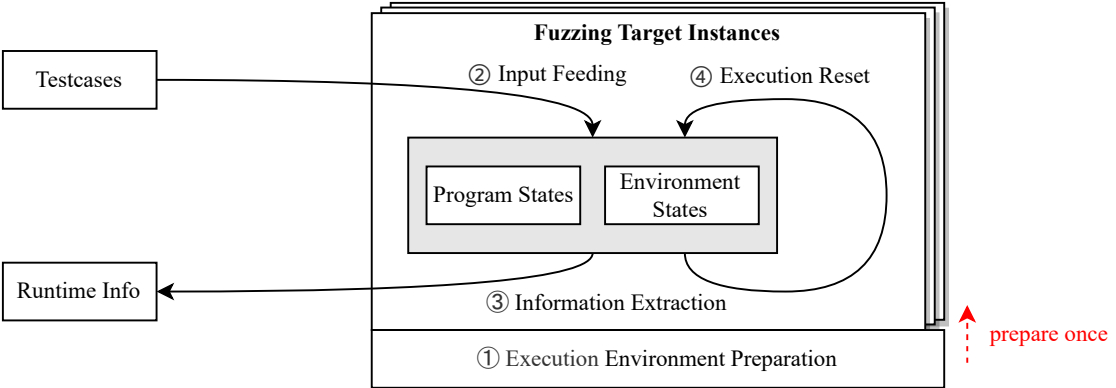 Fuzzing Target Instances
Testcases
② Input Feeding
④ Execution Reset
Program States
Environment
States
Runtime Info
③ Information Extraction
① Execution Environment Preparation
prepare once